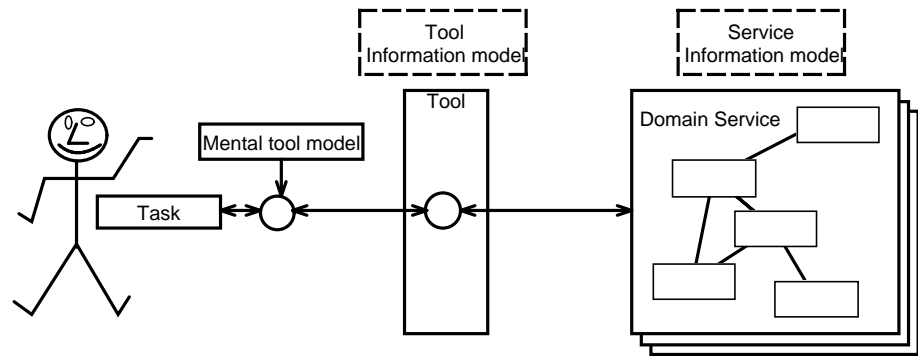 Tool
Information model
Service
Information model
Tool
Domain Service
Mental tool model
Task